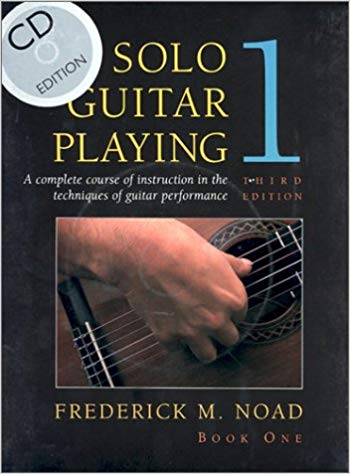 CD
EDITION
SOLO
GUITAR
PLAYING
1
A complete course of instruction in the
techniques of guitar performance
THIRD
EDITION
FREDERICK M. NOAD
BOOK ONE